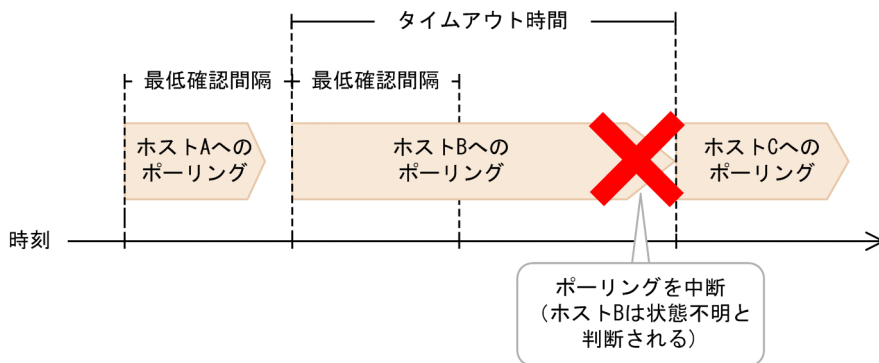 タイムアウト時間
最低確認間隔
最低確認間隔
ホストAへの
ポーリング
ホストBへの
ポーリング
ホストCへの
ポーリング
時刻
ポーリングを中断
（ホストBは状態不明と
判断される）